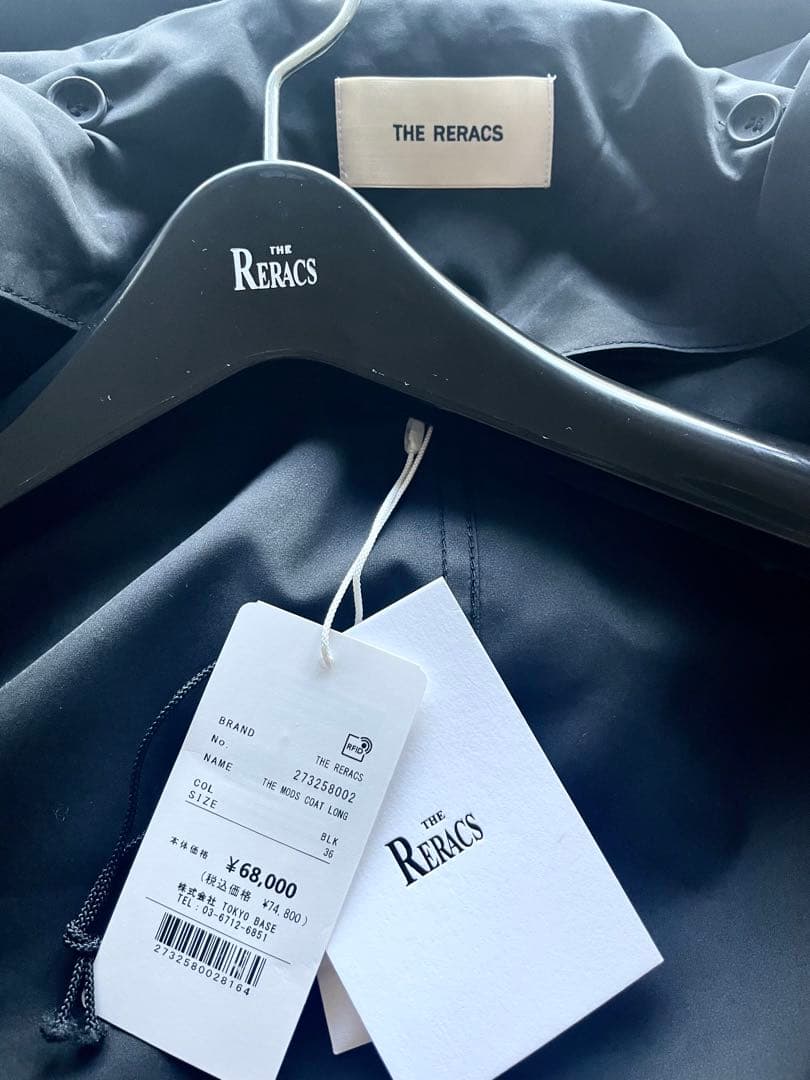 THE RERACS
THE
RERACS
RFID
BRAND THE RERACS
No. 273258002
NAME THE MODS COAT LONG
COL BLK
SIZE 36
本体価格 ¥68,000
(税込価格 ¥74,800)
株式会社 TOKYO BASE
TEL:03-6712-6851
2732580028164
THE
RERACS